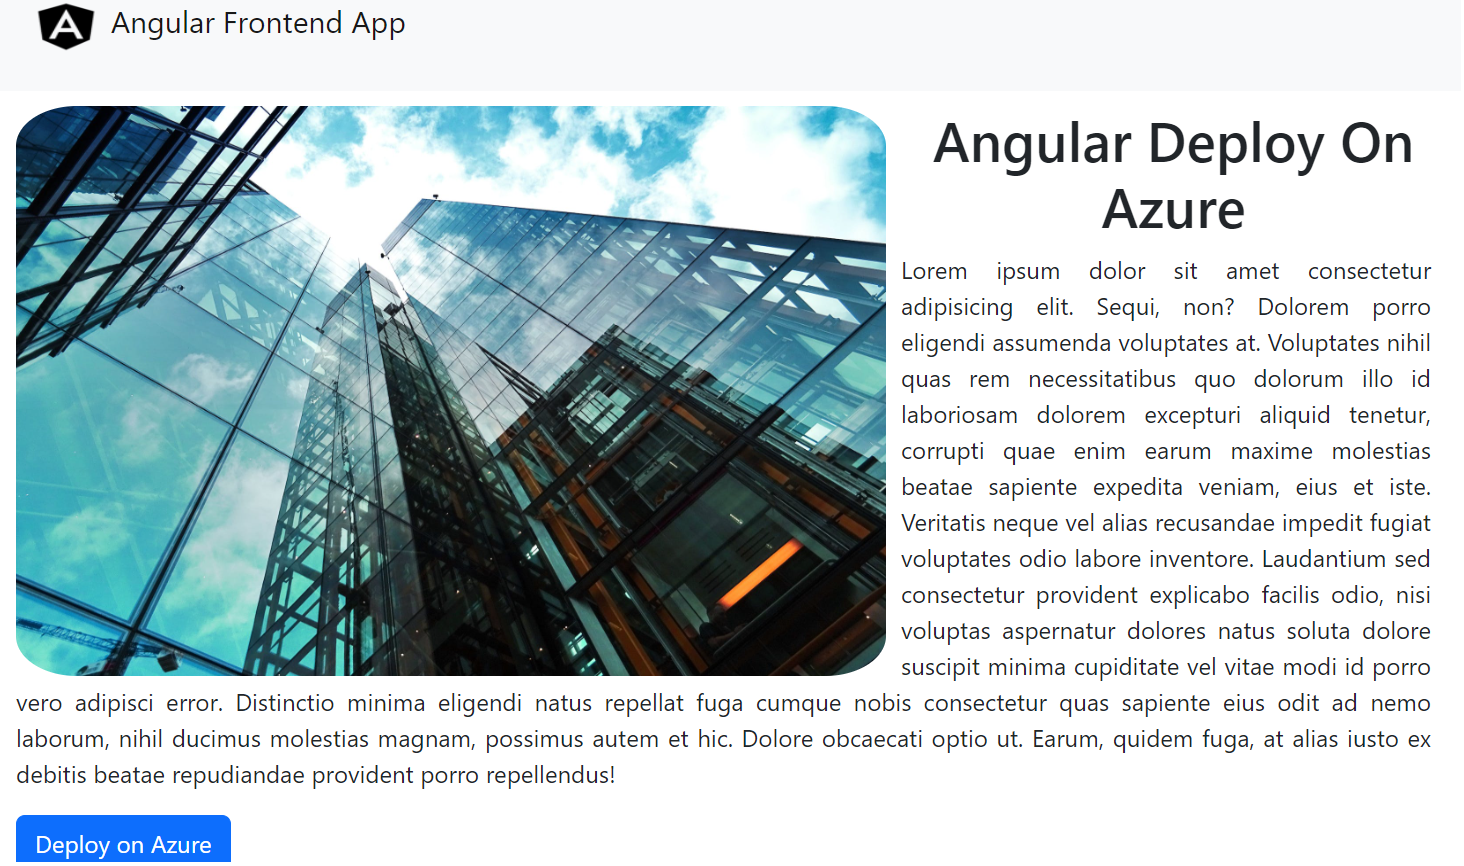 Angular Frontend App
Angular Deploy On
Azure
Lorem ipsum dolor sit amet consectetur
adipisicing elit. Sequi, non? Dolorem porro
eligendi assumenda voluptates at. Voluptates nihil
quas rem necessitatibus quo dolorum illo id
laboriosam dolorem excepturi aliquid tenetur,
corrupti quae enim earum maxime molestias
beatae sapiente expedita veniam, eius et iste.
Veritatis neque vel alias recusandae impedit fugiat
voluptates odio labore inventore. Laudantium sed
consectetur provident explicabo facilis odio, nisi
voluptas aspernatur dolores natus soluta dolore
suscipit minima cupiditate vel vitae modi id porro
vero adipisci error. Distinctio minima eligendi natus repellat fuga cumque nobis consectetur quas sapiente eius odit ad nemo
laborum, nihil ducimus molestias magnam, possimus autem et hic. Dolore obcaecati optio ut. Earum, quidem fuga, at alias iusto ex
debitis beatae repudiandae provident porro repellendus!
Deploy on Azure